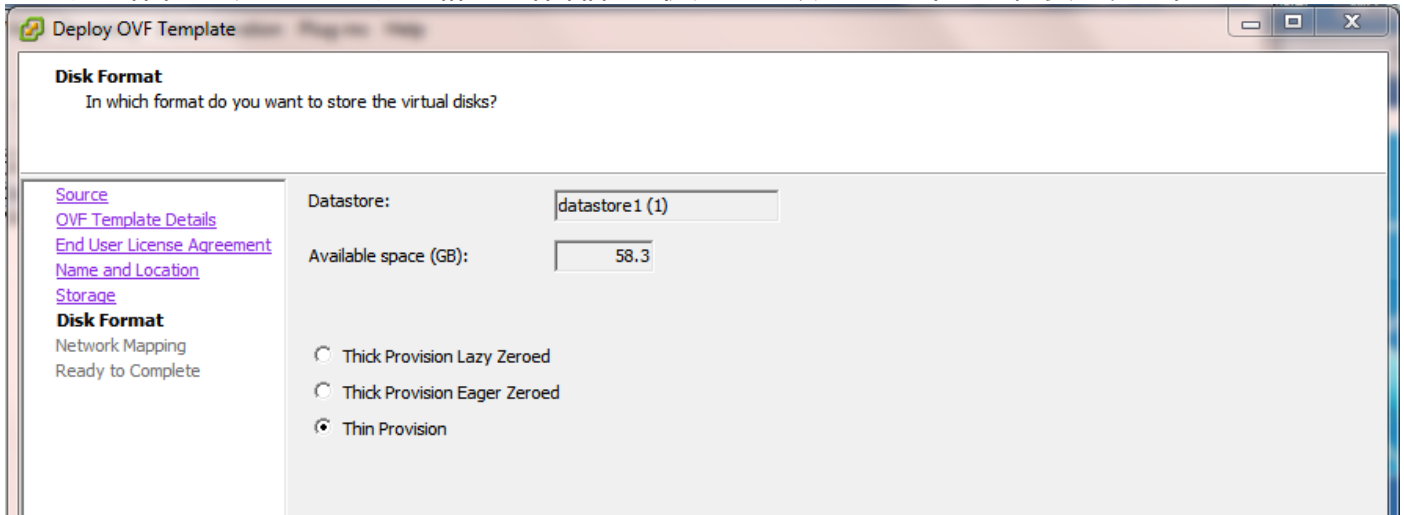 Deploy OVF Template
Disk Format
In which format do you want to store the virtual disks?
Source
OVF Template Details
End User License Agreement
Name and Location
Storage
Disk Format
Network Mapping
Ready to Complete
Datastore:
datastore1 (1)
Available space (GB):
58.3
Thick Provision Lazy Zeroed
Thick Provision Eager Zeroed
Thin Provision